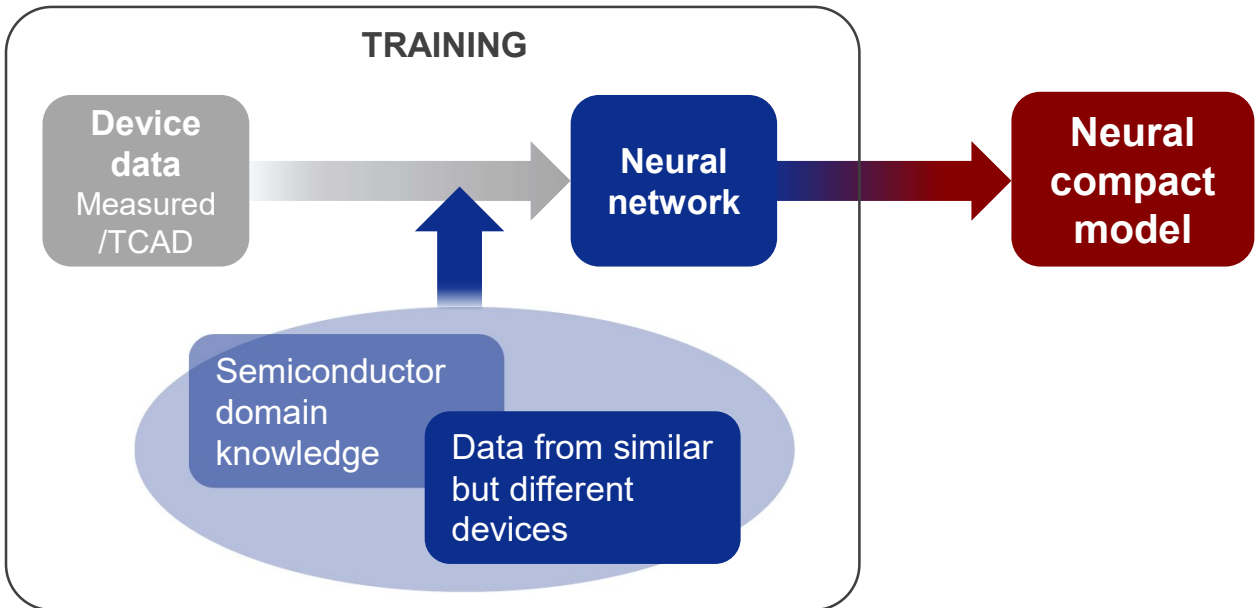 TRAINING
Device
data
Measured
/TCAD
Neural
network
Neural
compact
model
Semiconductor
domain
knowledge
Data from similar
but different
devices